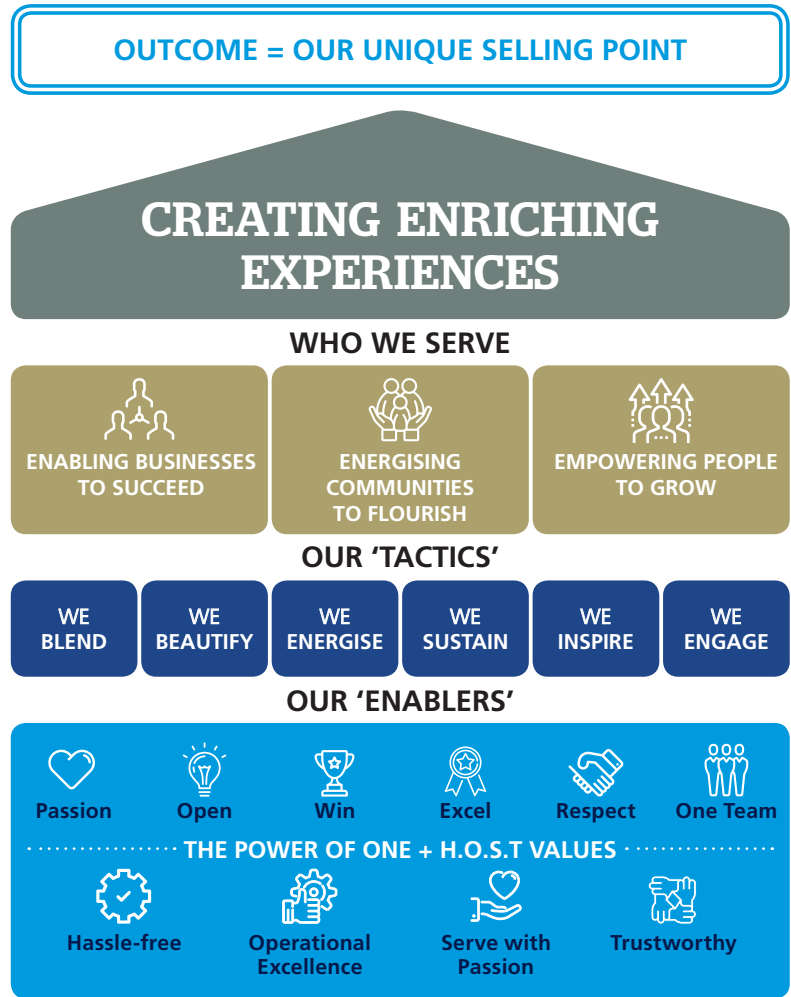 OUTCOME = OUR UNIQUE SELLING POINT
CREATING ENRICHING
EXPERIENCES
WHO WE SERVE
ENABLING BUSINESSES
TO SUCCEED
ENERGISING
COMMUNITIES
TO FLOURISH
EMPOWERING PEOPLE
TO GROW
OUR ‘TACTICS’
WE
BLEND
WE
BEAUTIFY
WE
ENERGISE
WE
SUSTAIN
WE
INSPIRE
WE
ENGAGE
OUR ‘ENABLERS’
Passion
Open
Win
Excel
Respect
One Team
THE POWER OF ONE + H.O.S.T VALUES
Hassle-free
Operational
Excellence
Serve with
Passion
Trustworthy